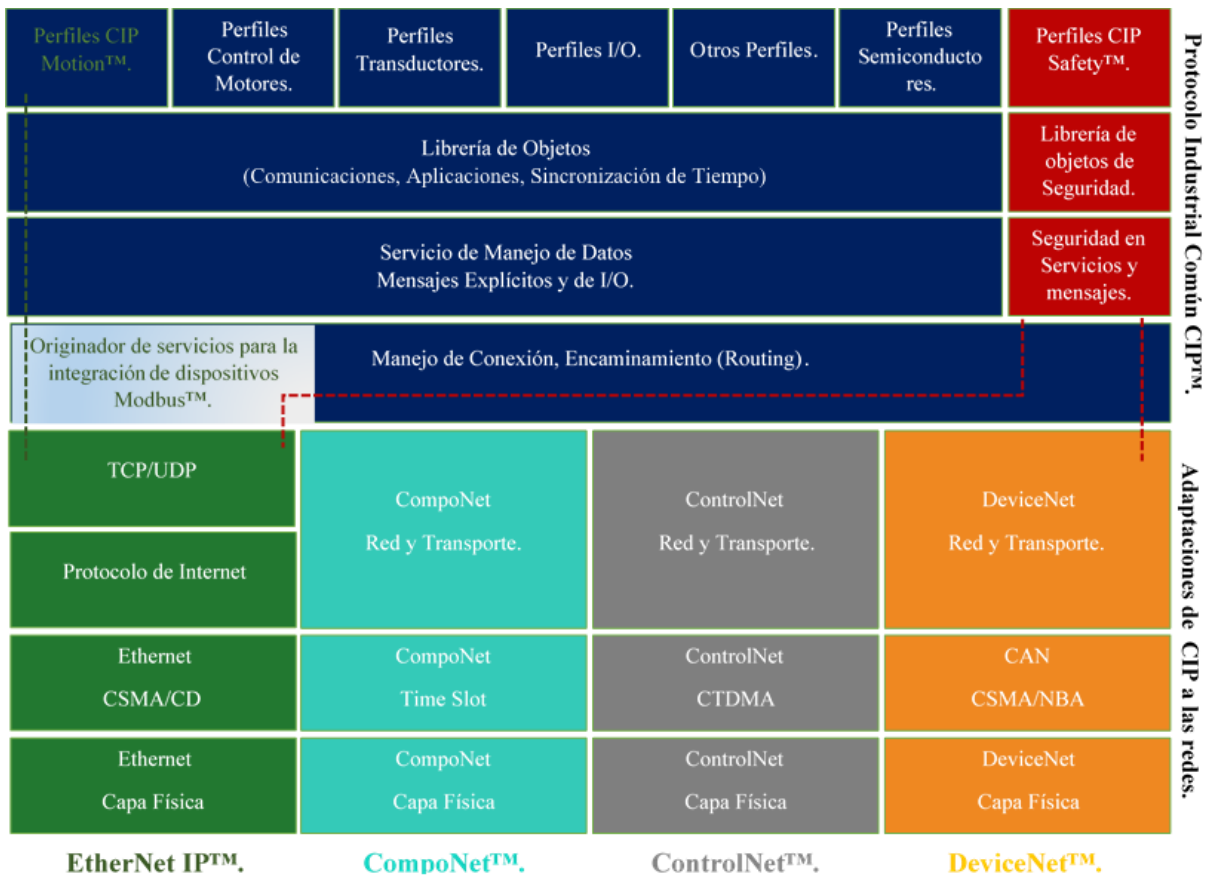 Perfiles CIP
Motion™.
Perfiles
Control de
Motores.
Perfiles
Transductores.
Perfiles I/O.
Otros Perfiles.
Perfiles
Semiconducto
res.
Perfiles CIP
Safety™.
Librería de Objetos
(Comunicaciones, Aplicaciones, Sincronización de Tiempo)
Librería de
objetos de
Seguridad.
Servicio de Manejo de Datos
Mensajes Explícitos y de I/O.
Seguridad en
Servicios y
mensajes.
Originador de servicios para la
integración de dispositivos
Modbus™.
Manejo de Conexión, Encaminamiento (Routing).
Protocolo Industrial Común CIP™.
TCP/UDP
Protocolo de Internet
CompoNet
Red y Transporte.
ControlNet
Red y Transporte.
DeviceNet
Red y Transporte.
Ethernet
CSMA/CD
CompoNet
Time Slot
ControlNet
CTDMA
CAN
CSMA/NBA
Ethernet
Capa Física
CompoNet
Capa Física
ControlNet
Capa Física
DeviceNet
Capa Física
Adaptaciones de CIP a las redes.
EtherNet IP™.
CompoNet™.
ControlNet™.
DeviceNet™.